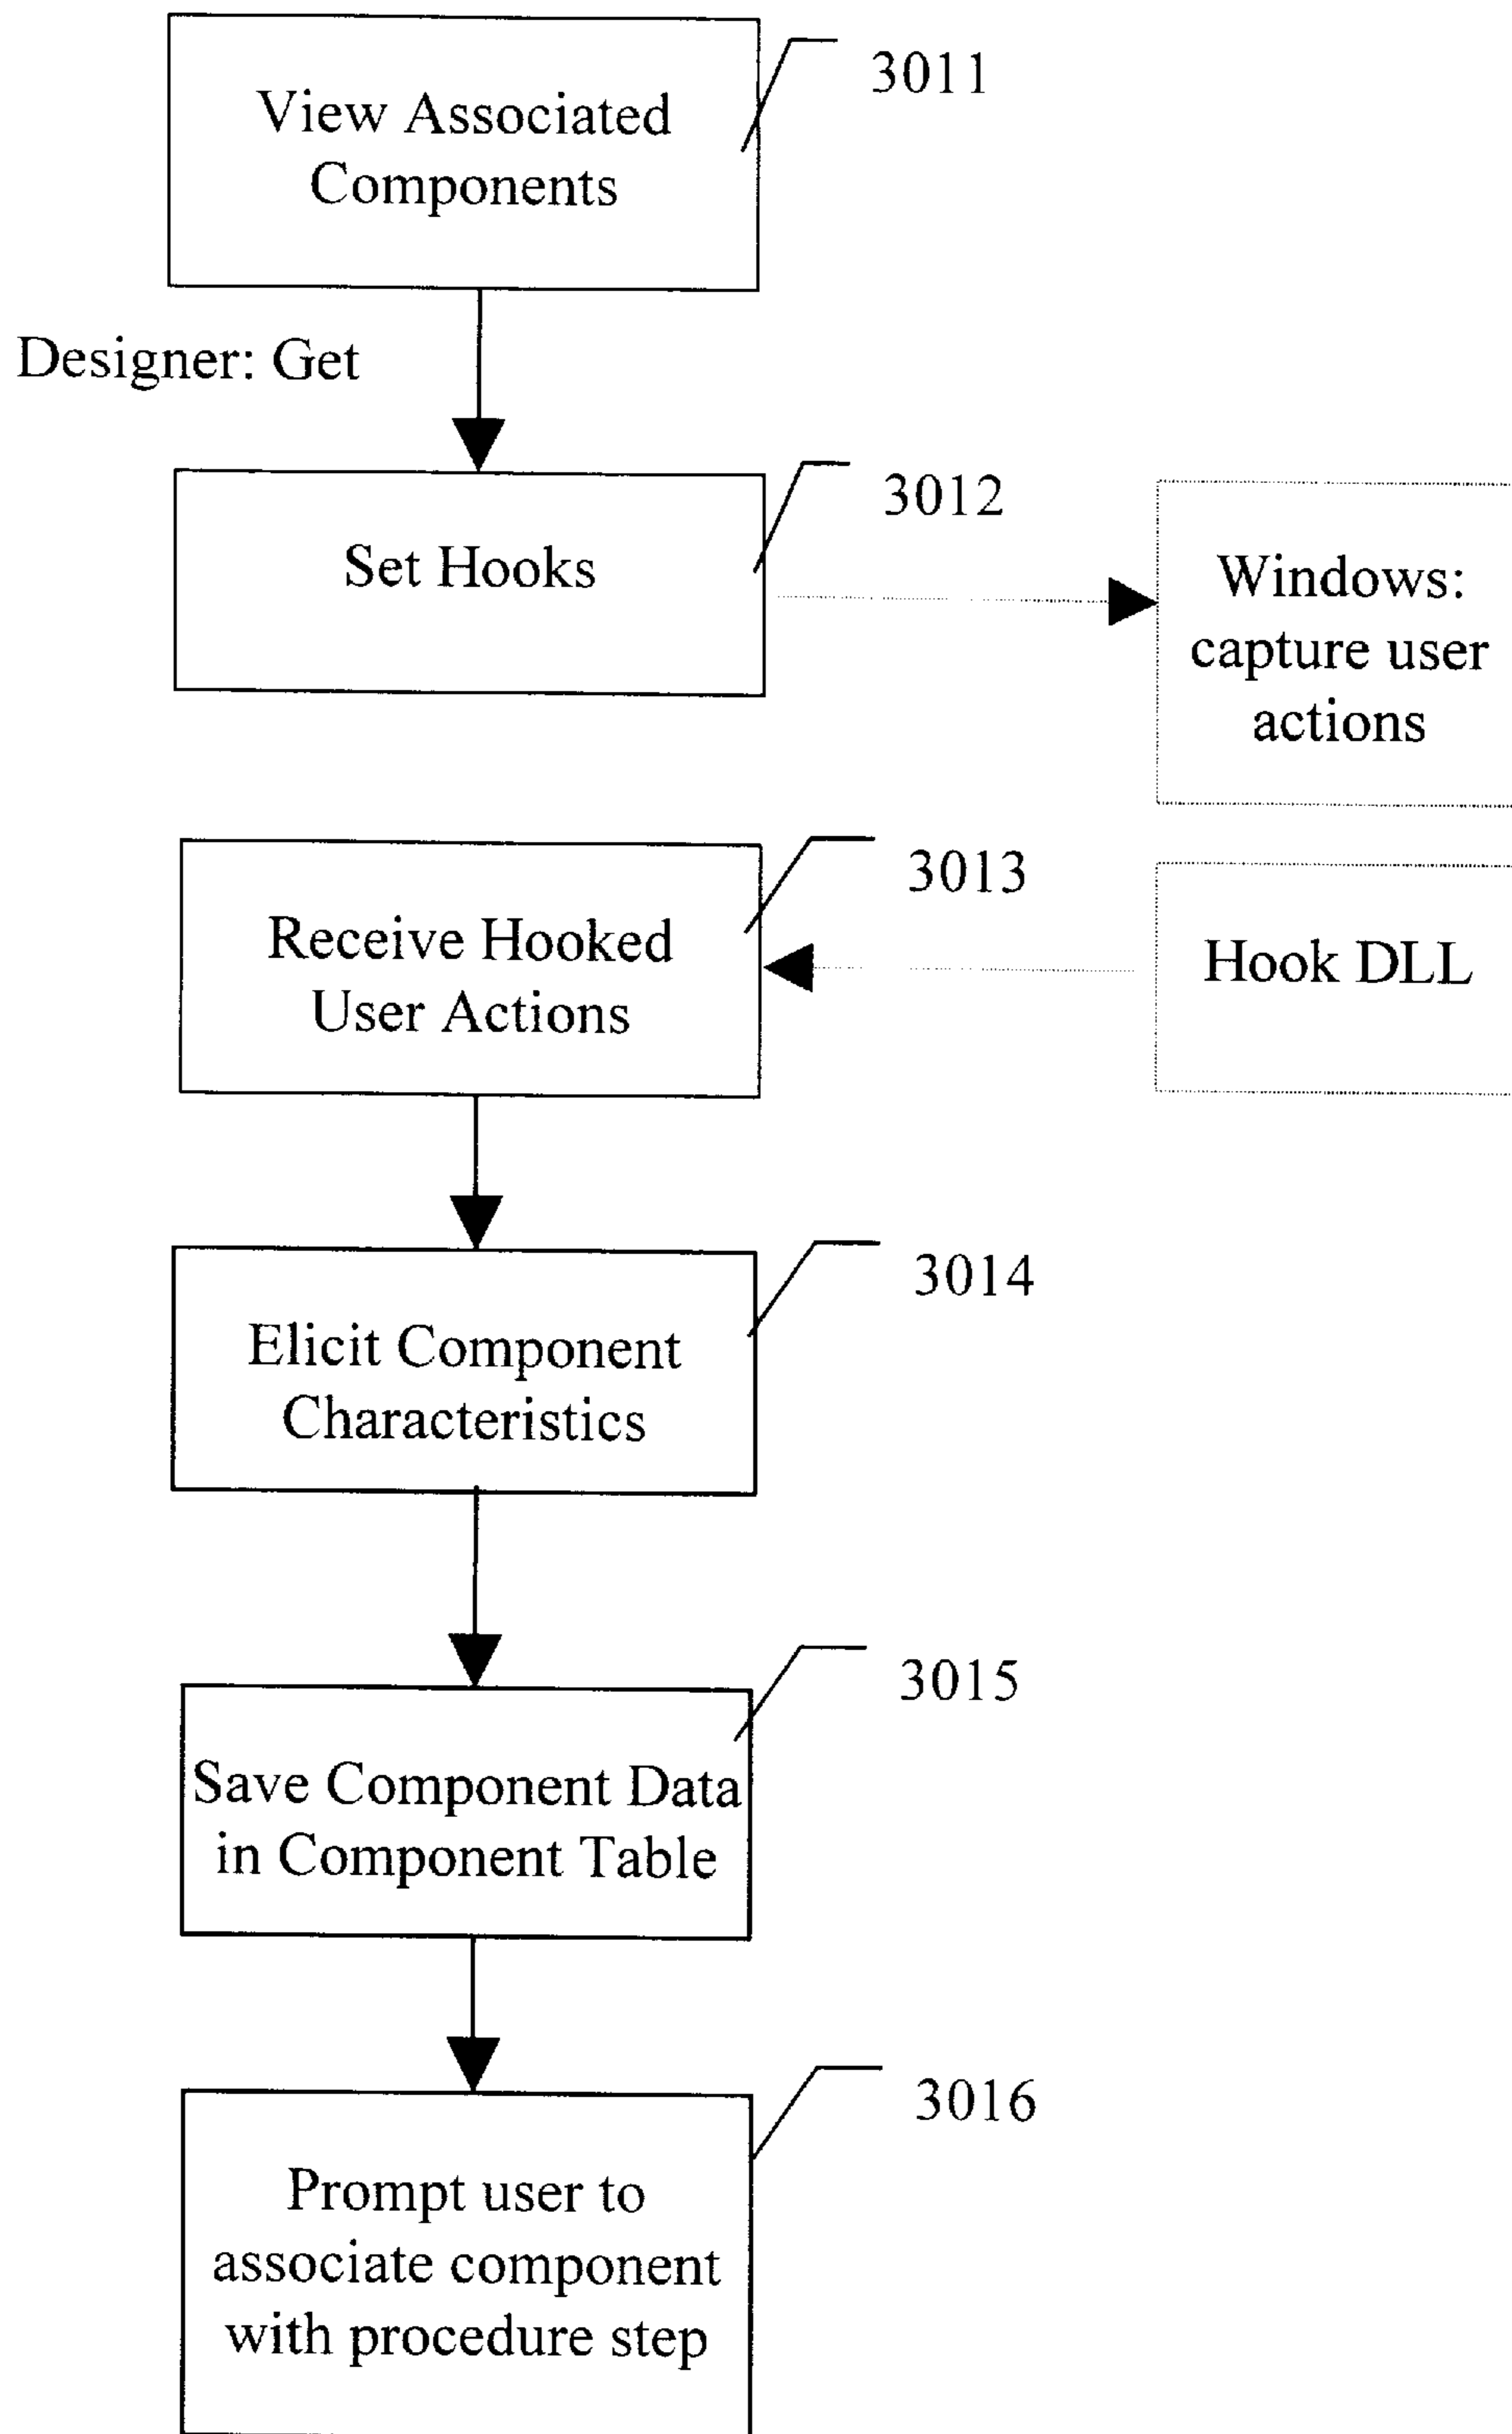 View Associated
Components
3011
Designer: Get
Set Hooks
3012
Windows:
capture user
actions
Receive Hooked
User Actions
3013
Hook DLL
Elicit Component
Characteristics
3014
Save Component Data
in Component Table
3015
Prompt user to
associate component
with procedure step
3016